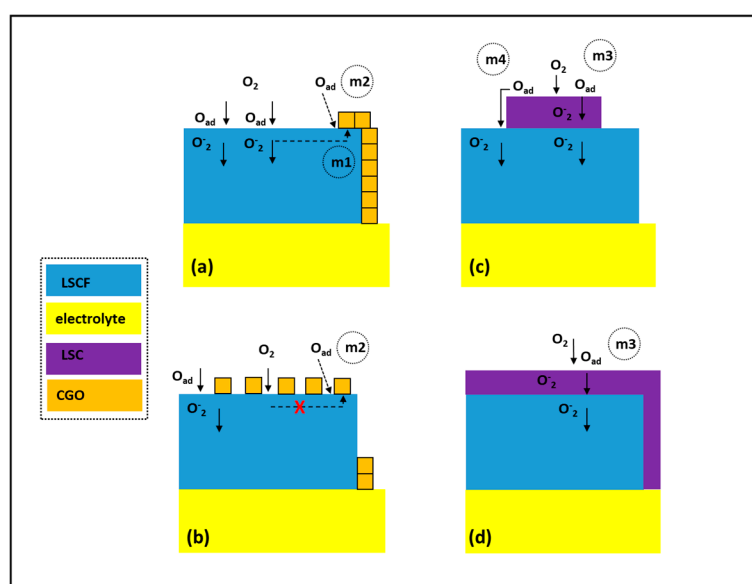 O2
Oad
m2
Oad
Oad
O-2
O-2
m1
(a)
m4
m3
O2
Oad
Oad
O-2
O-2
O-2
(c)
LSCF
electrolyte
LSC
CGO
m2
O2
Oad
Oad
O-2
X
(b)
O2
m3
Oad
O-2
O-2
(d)